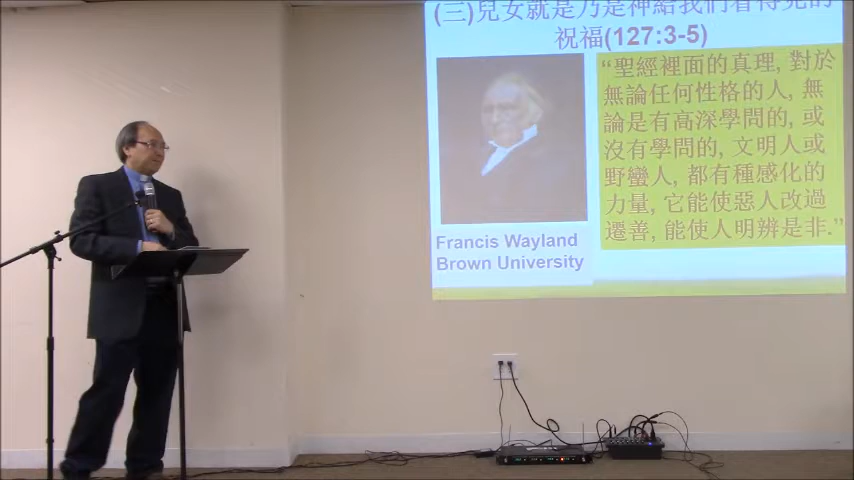 (三)兒女就是乃是神給我們看得見的
祝福(127:3-5)
“聖經裡面的真理, 對於
無論任何性格的人, 無
論是有高深學問的, 或
沒有學問的, 文明人或
野蠻人, 都有種感化的
力量, 它能使惡人改過
遷善, 能使人明辨是非.”
Francis Wayland
Brown University